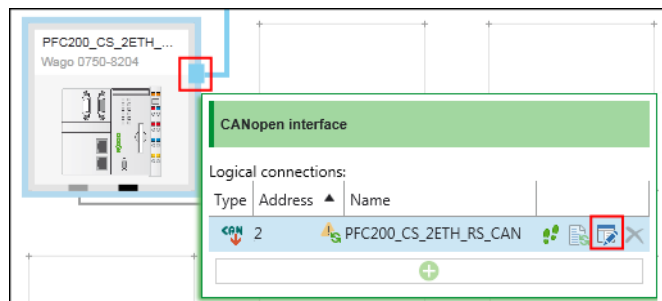 PFC200_CS_2ETH_...
Wago 0750-8204
CANopen interface
Logical connections:
Type Address Name
CAN 2 PFC200_CS_2ETH_RS_CAN